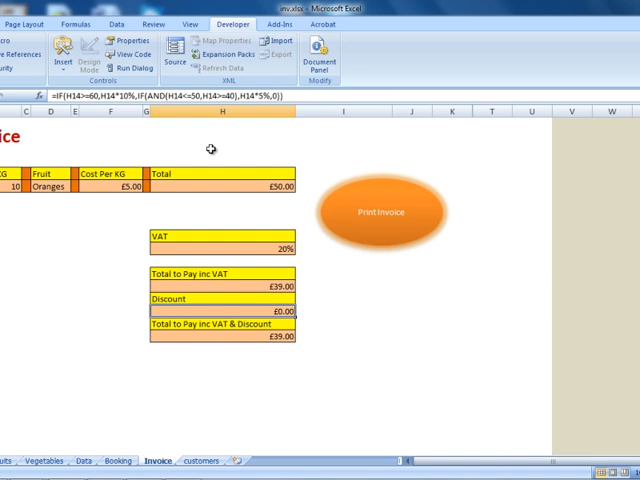 inv.xlsx - Microsoft Excel
Page Layout Formulas Data Review View Developer Add-Ins Acrobat
cro
ve References
urity
Insert
Design
Mode
Properties
View Code
Run Dialog
Controls
Source
Map Properties
Expansion Packs
Refresh Data
Import
Export
XML
Document
Panel
Modify
fx =IF(H14>=60,H14*10%,IF(AND(H14<=50,H14>=40),H14*5%,0))
C D E F G H I J K T U V W
ice
KG Fruit Cost Per KG Total
10 Oranges £5.00 £50.00
Print Invoice
VAT
20%
Total to Pay inc VAT
£39.00
Discount
£0.00
Total to Pay inc VAT & Discount
£39.00
uits Vegetables Data Booking Invoice customers